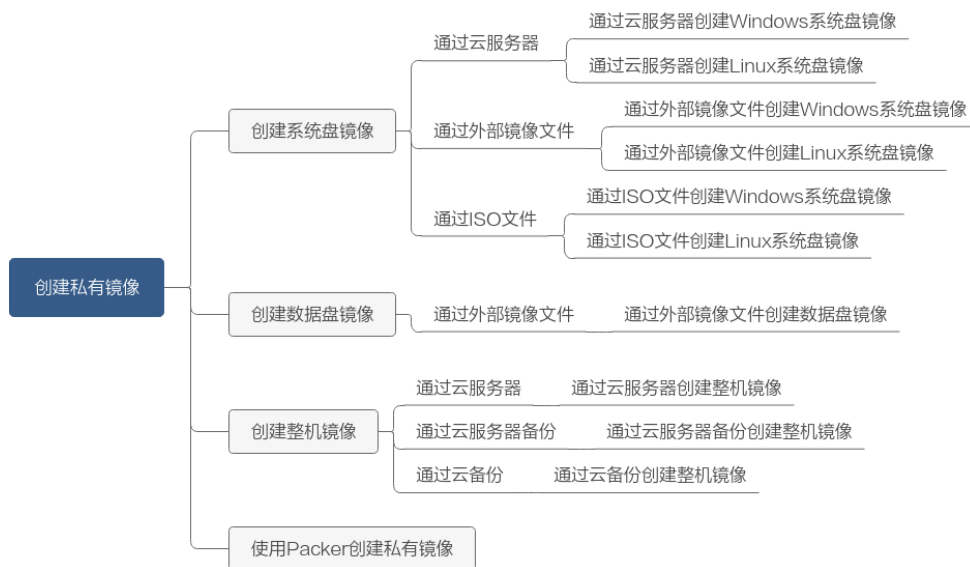 创建私有镜像
创建系统盘镜像
通过云服务器
通过云服务器创建Windows系统盘镜像
通过云服务器创建Linux系统盘镜像
通过外部镜像文件
通过外部镜像文件创建Windows系统盘镜像
通过外部镜像文件创建Linux系统盘镜像
通过ISO文件
通过ISO文件创建Windows系统盘镜像
通过ISO文件创建Linux系统盘镜像
创建数据盘镜像
通过外部镜像文件
通过外部镜像文件创建数据盘镜像
创建整机镜像
通过云服务器
通过云服务器创建整机镜像
通过云服务器备份
通过云服务器备份创建整机镜像
通过云备份
通过云备份创建整机镜像
使用Packer创建私有镜像